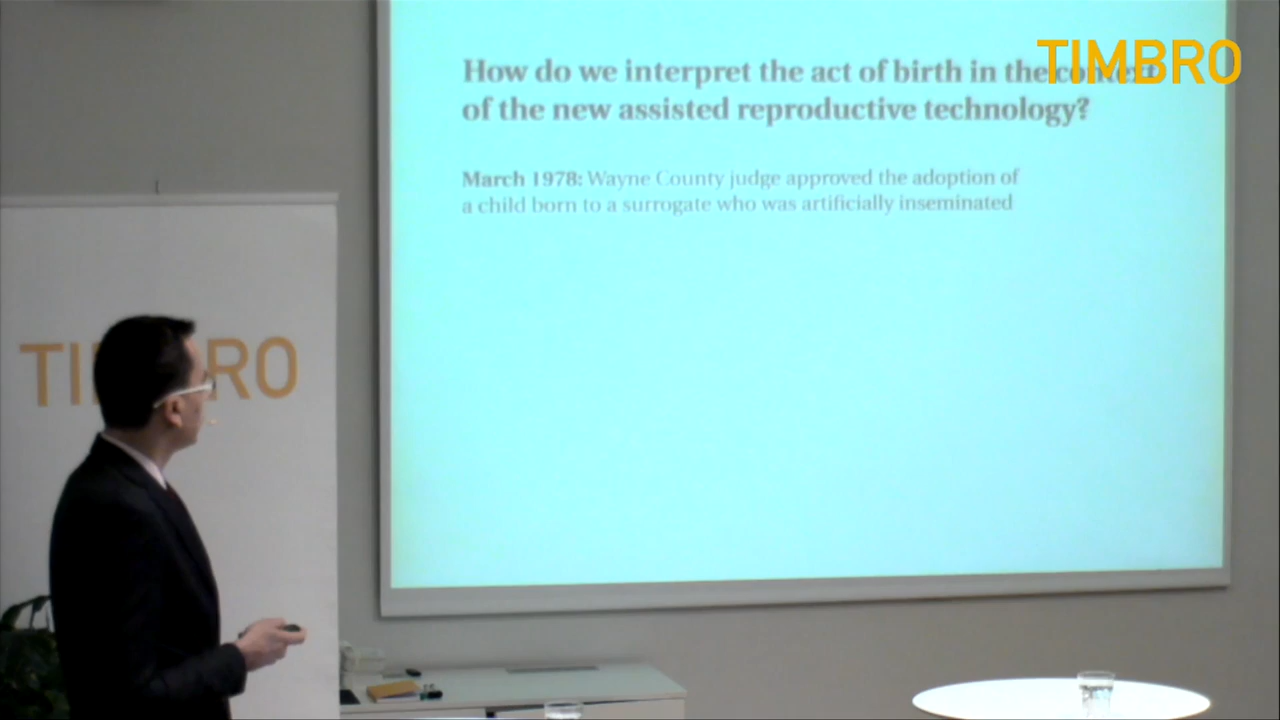 TIMBRO
How do we interpret the act of birth in the context
of the new assisted reproductive technology?
March 1978: Wayne County judge approved the adoption of
a child born to a surrogate who was artificially inseminated
TIMBRO